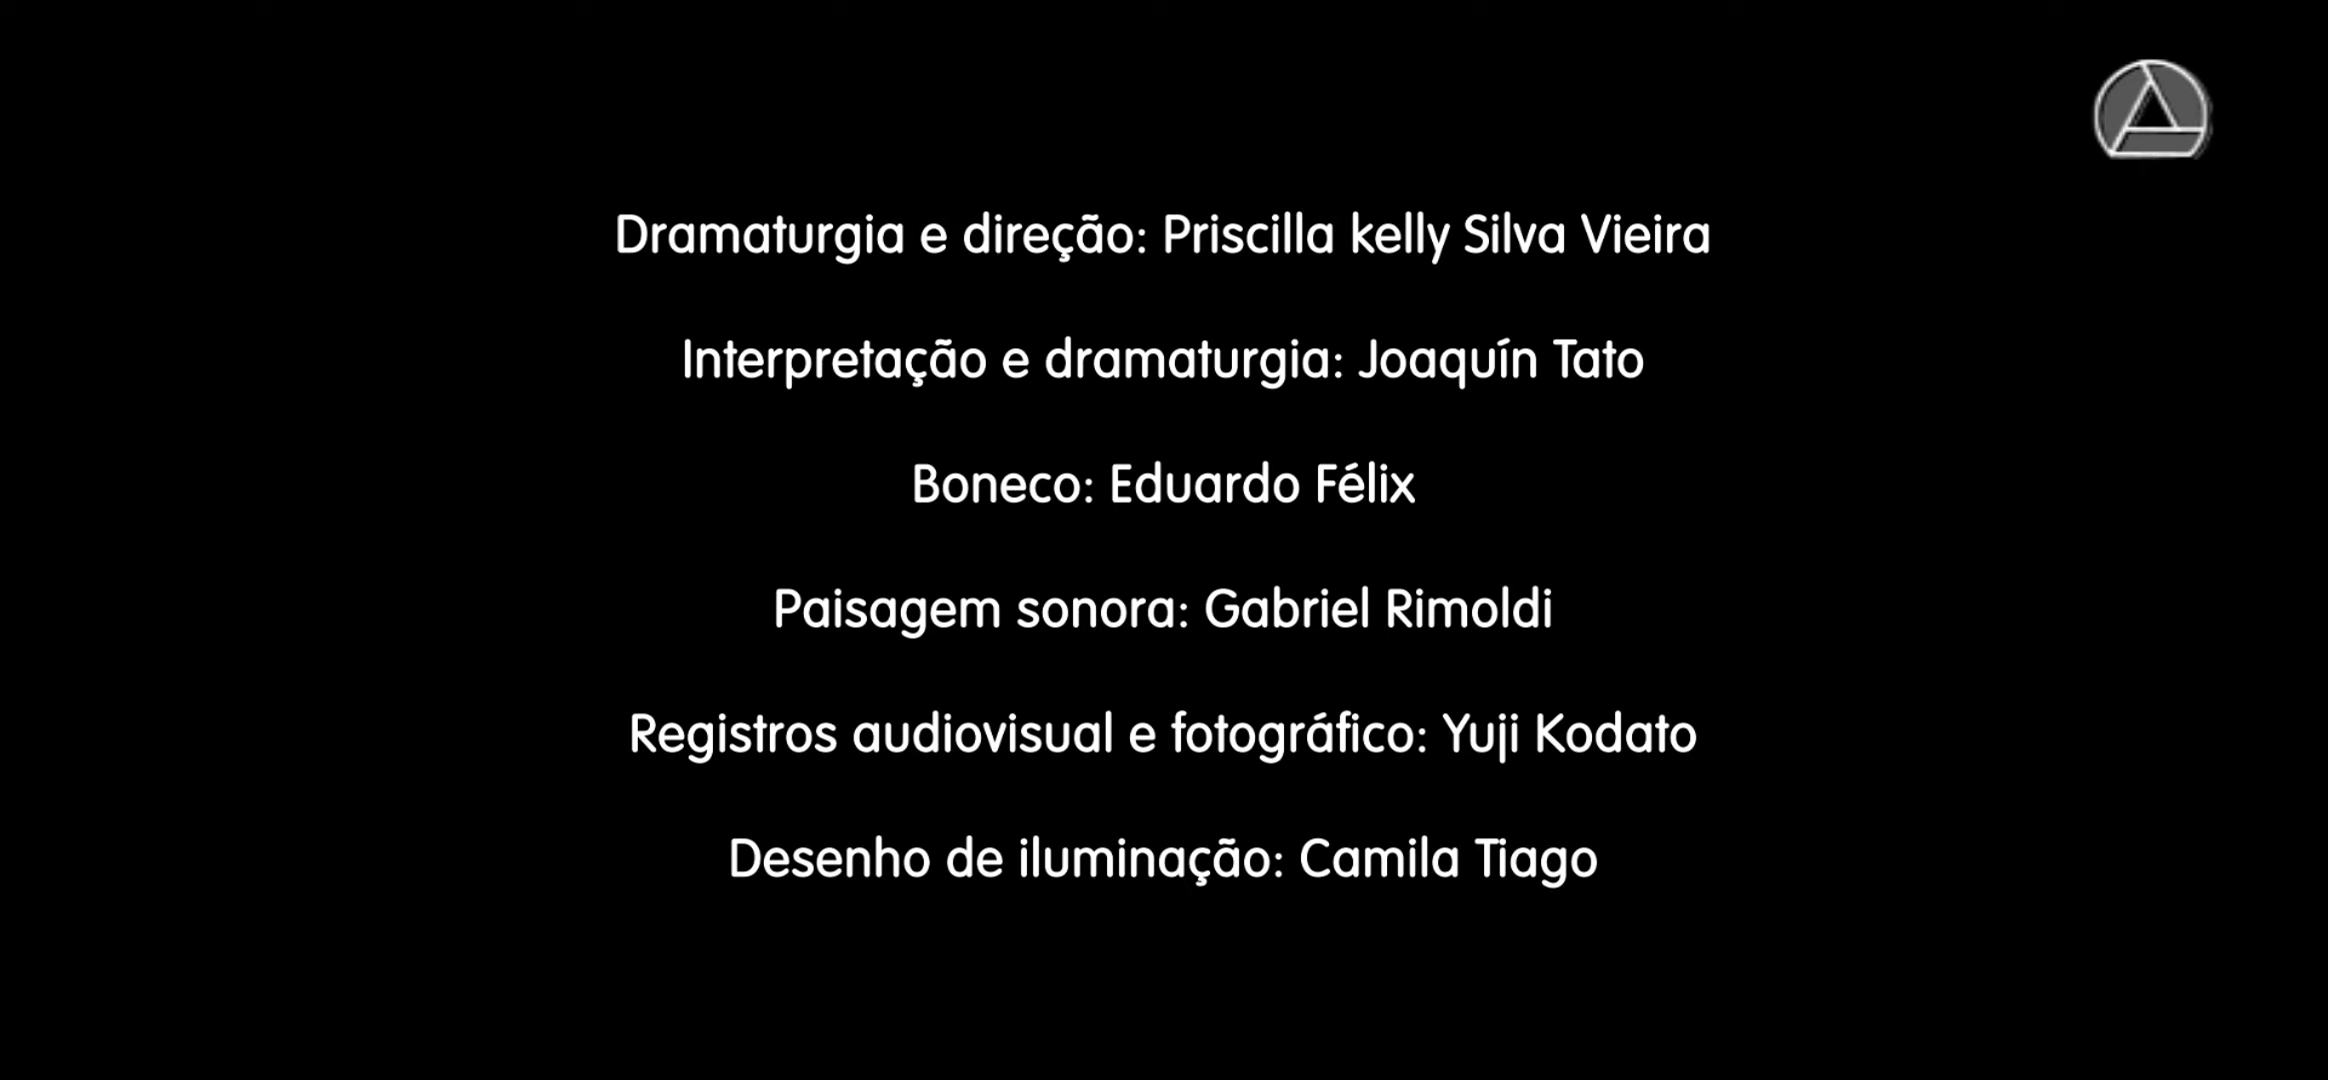 Dramaturgia e direção: Priscilla kelly Silva Vieira
Interpretação e dramaturgia: Joaquín Tato
Boneco: Eduardo Félix
Paisagem sonora: Gabriel Rimoldi
Registros audiovisual e fotográfico: Yuji Kodato
Desenho de iluminação: Camila Tiago